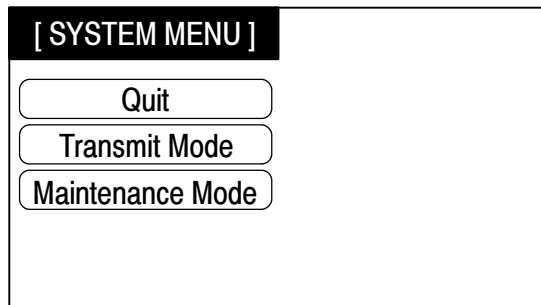 [ SYSTEM MENU ]
Quit
Transmit Mode
Maintenance Mode